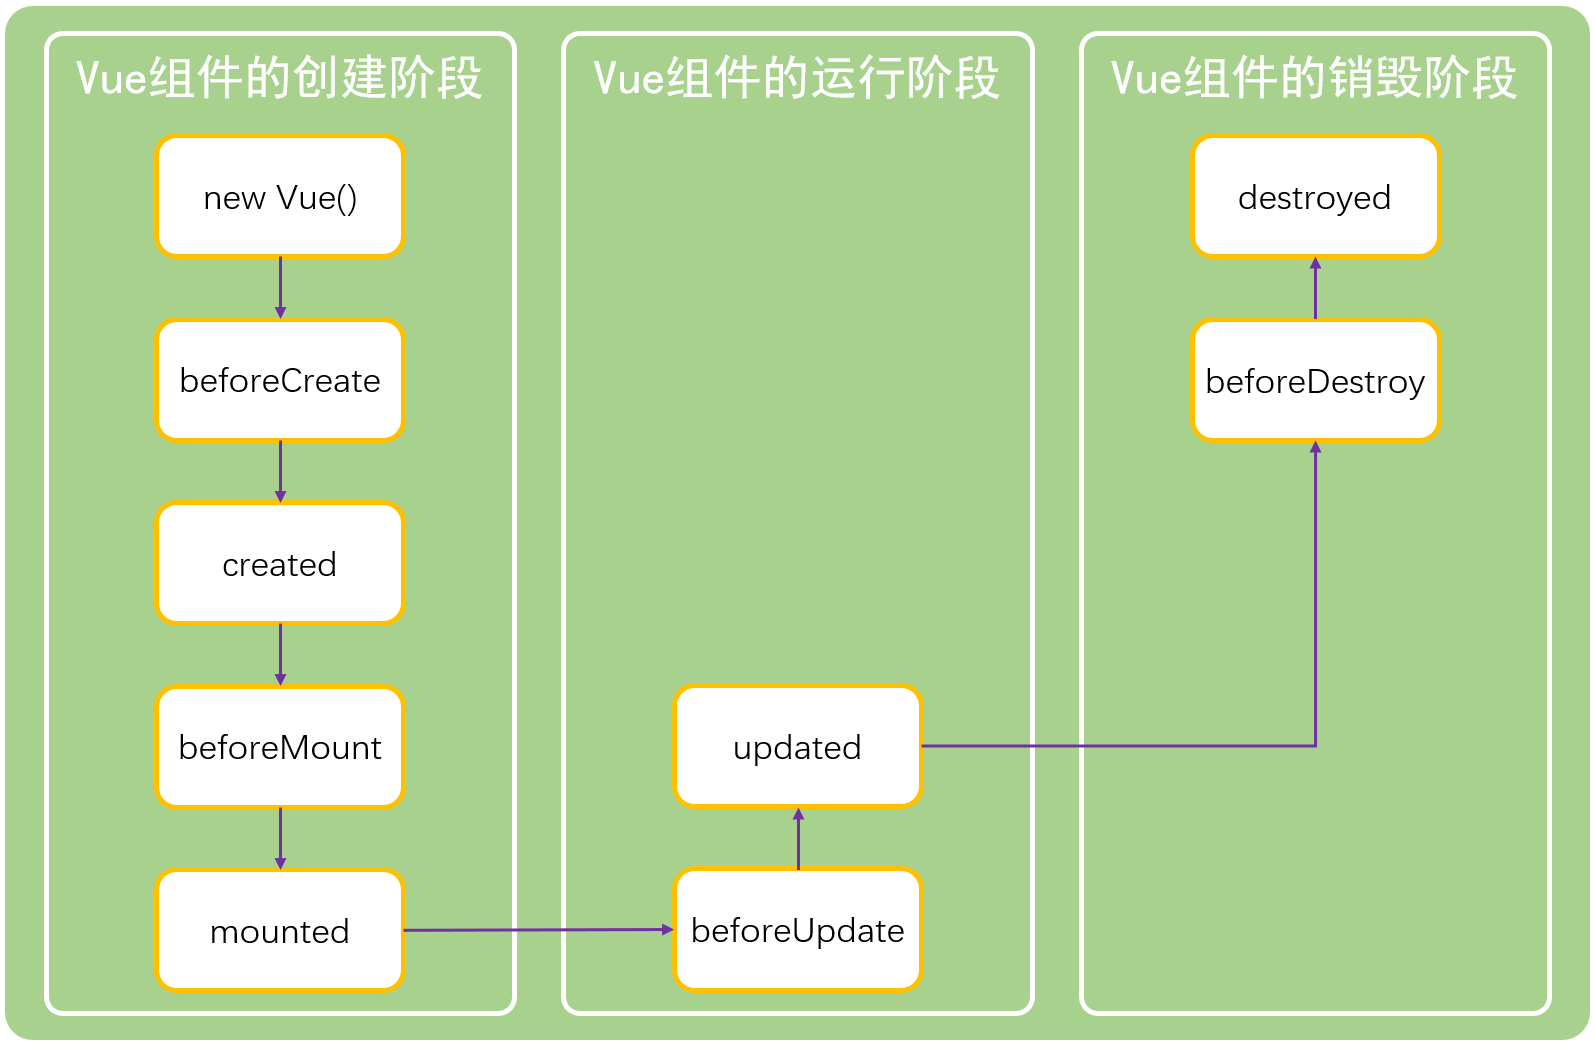 Vue组件的创建阶段
new Vue()
beforeCreate
created
beforeMount
mounted
Vue组件的运行阶段
updated
beforeUpdate
Vue组件的销毁阶段
destroyed
beforeDestroy